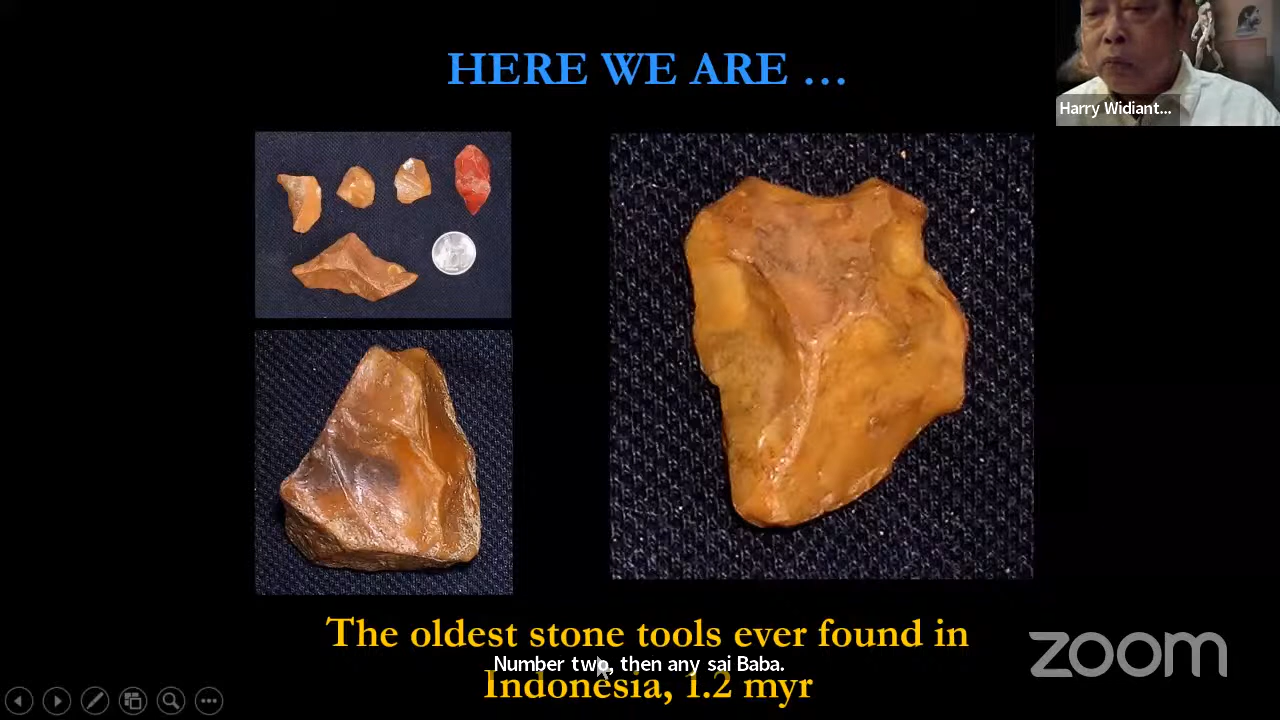 HERE WE ARE ...
Harry Widiant...
The oldest stone tools ever found in
Number two, then any sai Baba.
Indonesia, 1.2 myr
zoom